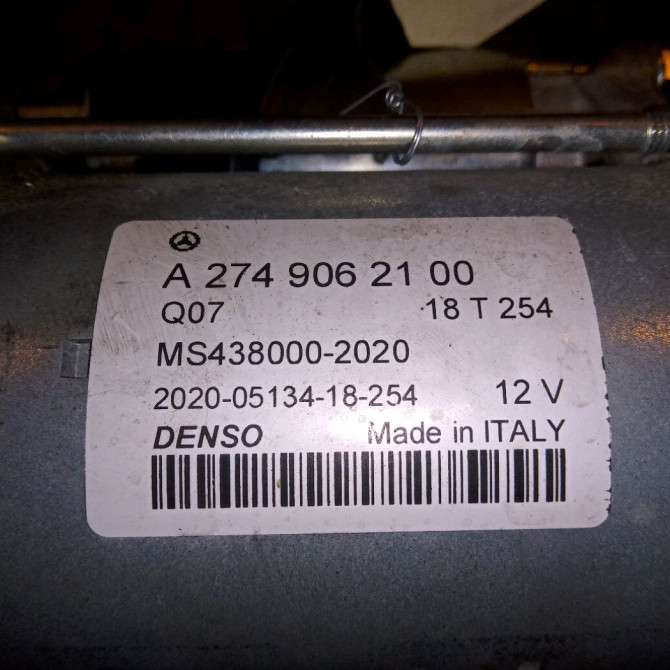 A 274 906 21 00
Q07 18 T 254
MS438000-2020
2020-05134-18-254 12 V
DENSO Made in ITALY